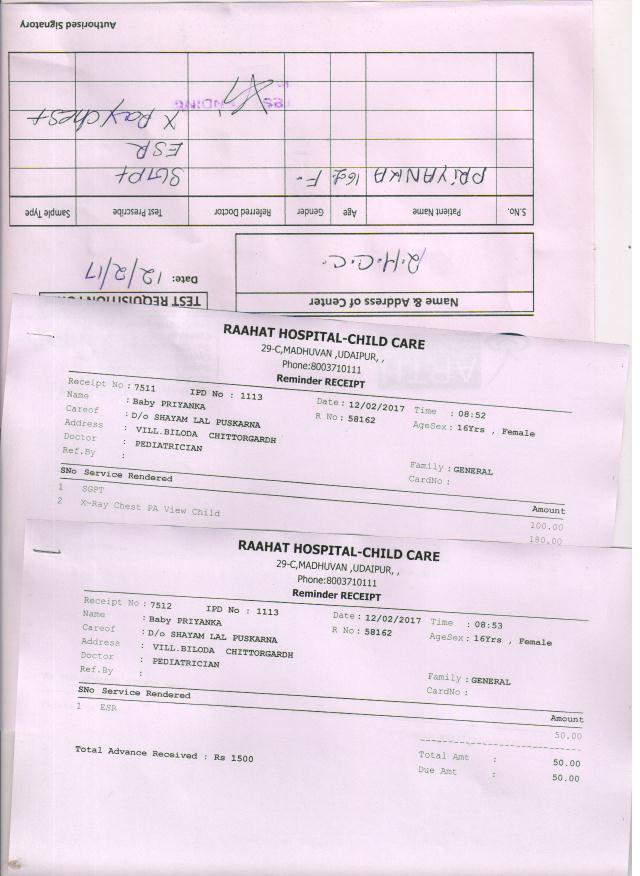 Authorised Signatory
X Ray chest
ESR
SGPT
PRIYANKA 16y. F.
S.No. Patient Name Age Gender Referred Doctor Test Prescribe Sample Type
R.H.C.C.
Date: 12/2/17
Name & Address of Center
TEST REQUISITION
RAAHAT HOSPITAL-CHILD CARE
29-C,MADHUVAN ,UDAIPUR, ,
Phone:8003710111
Reminder RECEIPT
Receipt No : 7511 IPD No : 1113 Date : 12/02/2017 Time : 08:52
Name : Baby PRIYANKA R No : 58162 AgeSex : 16Yrs , Female
Careof : D/o SHAYAM LAL PUSKARNA
Address : VILL.BILODA CHITTORGARDH
Doctor : PEDIATRICIAN Family : GENERAL
Ref.By : CardNo :
SNo Service Rendered Amount
1 SGPT 100.00
2 X-Ray Chest PA View Child 180.00
RAAHAT HOSPITAL-CHILD CARE
29-C,MADHUVAN ,UDAIPUR, ,
Phone:8003710111
Reminder RECEIPT
Receipt No : 7512 IPD No : 1113 Date : 12/02/2017 Time : 08:53
Name : Baby PRIYANKA R No : 58162 AgeSex : 16Yrs , Female
Careof : D/o SHAYAM LAL PUSKARNA
Address : VILL.BILODA CHITTORGARDH
Doctor : PEDIATRICIAN Family : GENERAL
Ref.By : CardNo :
SNo Service Rendered Amount
1 ESR 50.00
Total Advance Received : Rs 1500 Total Amt : 50.00
Due Amt : 50.00